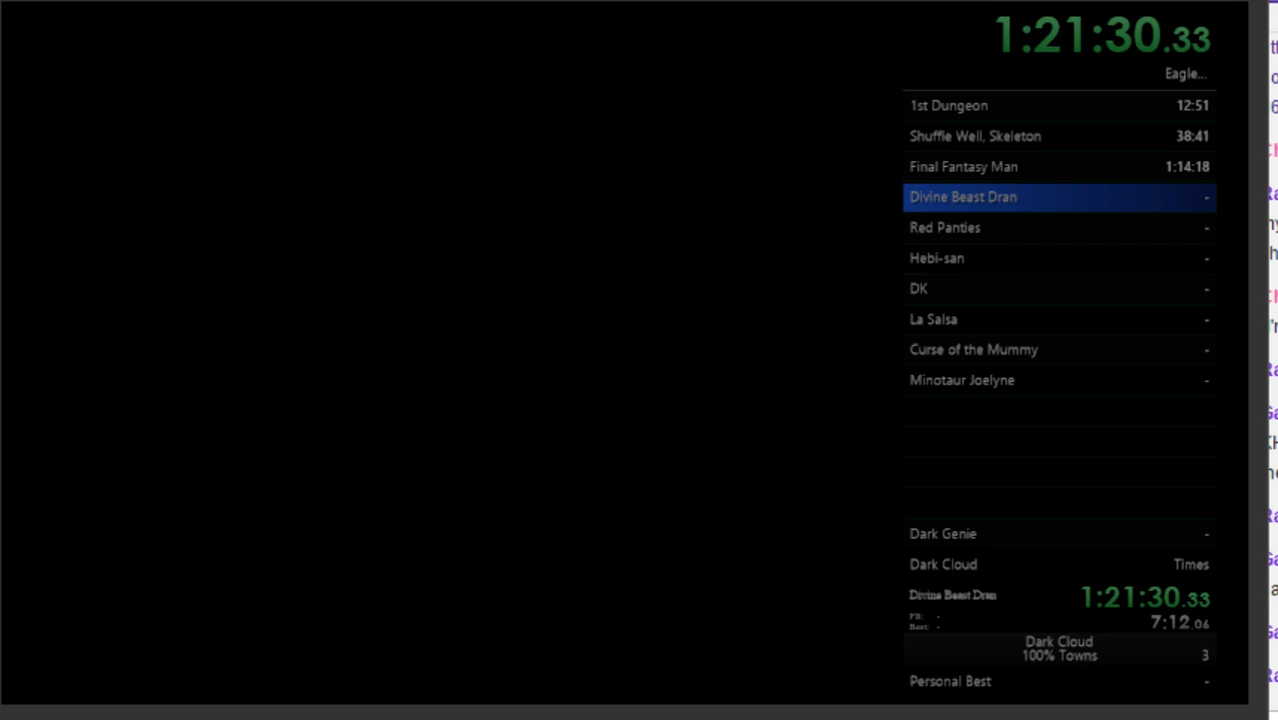 1:21:30.33
Eagle...
1st Dungeon 12:51
Shuffle Well, Skeleton 38:41
Final Fantasy Man 1:14:18
Divine Beast Dran -
Red Panties -
Hebi-san -
DK -
La Salsa -
Curse of the Mummy -
Minotaur Joelyne -
Dark Genie -
Dark Cloud Times
Divine Beast Dran 1:21:30.33
PB: -
Best: - 7:12.06
Dark Cloud
100% Towns 3
Personal Best -